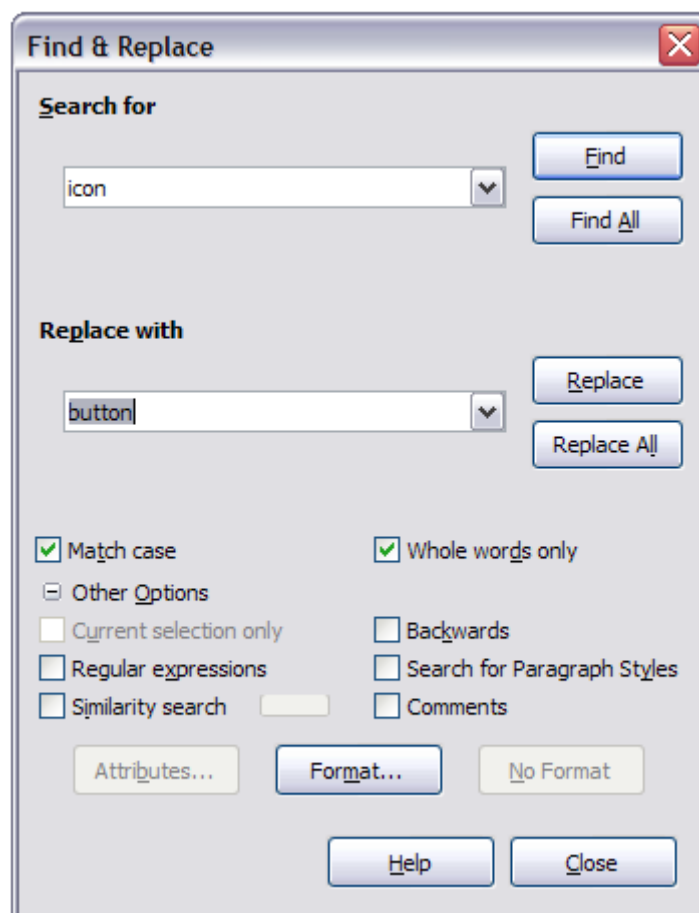 Find & Replace
Search for
icon
Find
Find All
Replace with
button
Replace
Replace All
Match case
Whole words only
Other Options
Current selection only
Backwards
Regular expressions
Search for Paragraph Styles
Similarity search
Comments
Attributes...
Format...
No Format
Help
Close